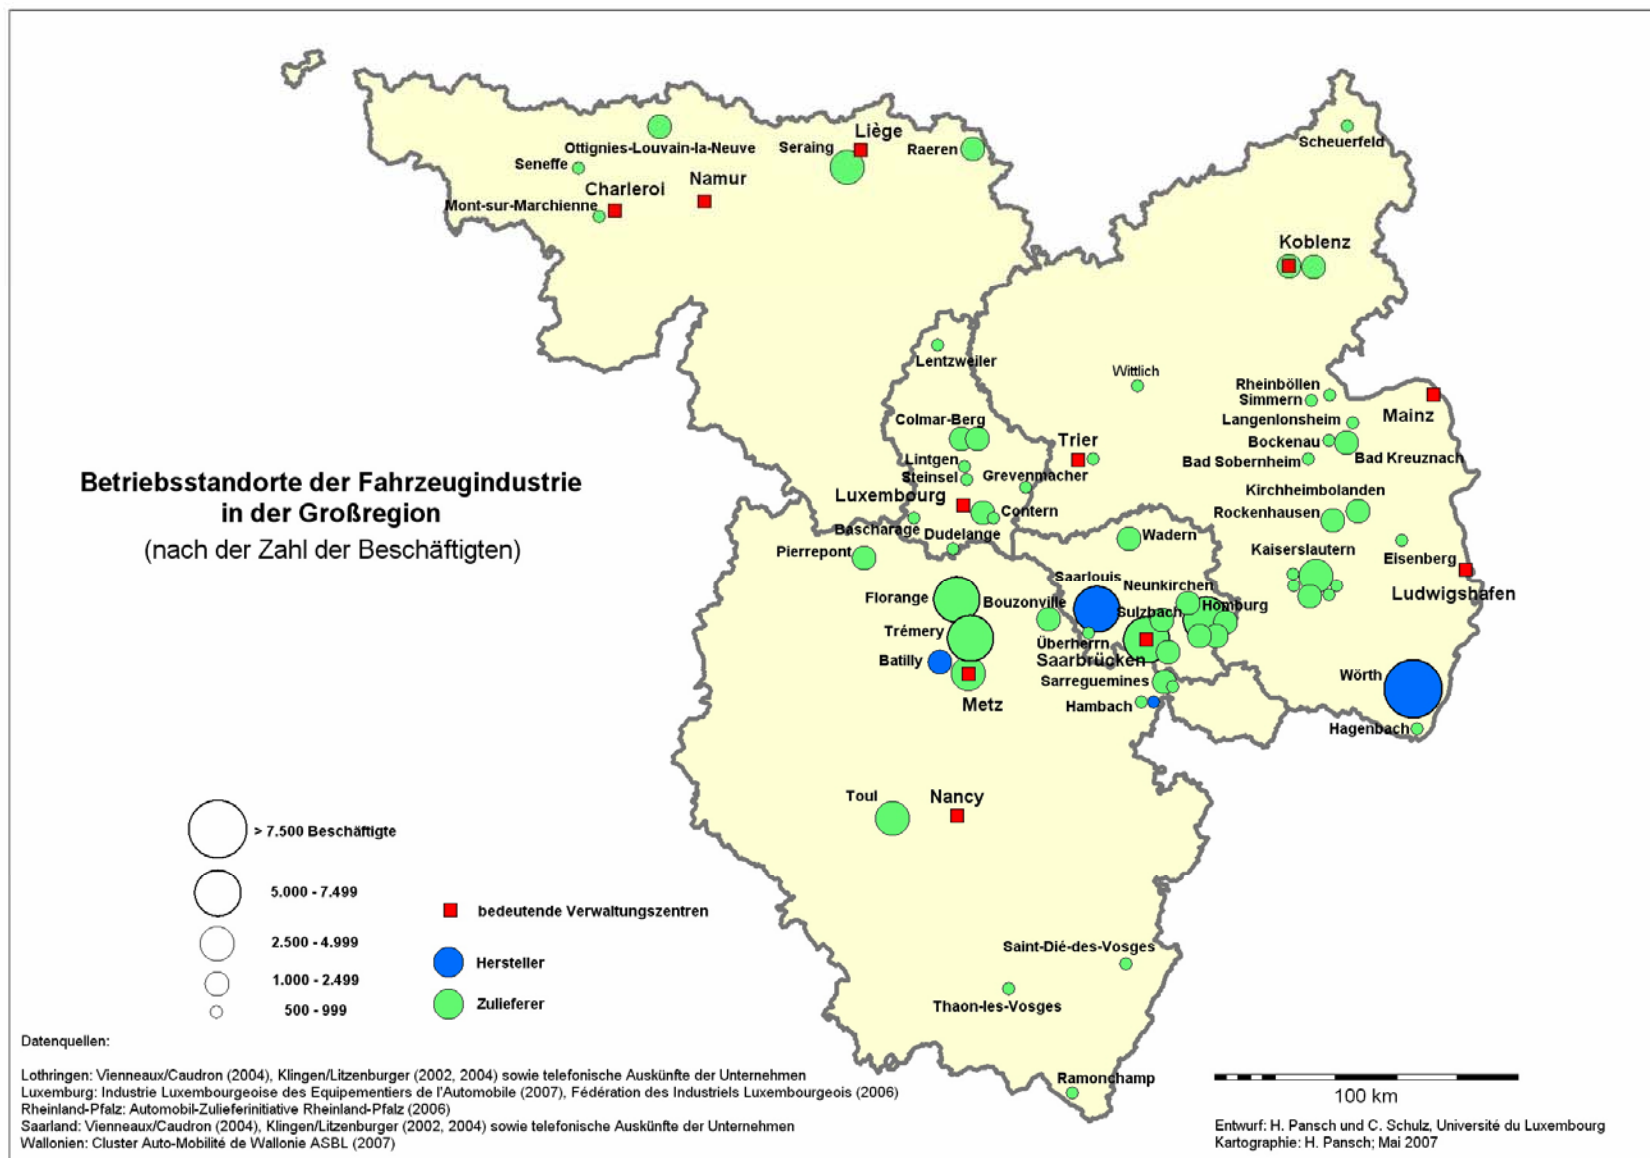 Ottignies-Louvain-la-Neuve
Seneffe
Charleroi
Namur
Mont-sur-Marchienne
Liège
Seraing
Raeren
Scheuerfeld
Koblenz
Lentzweiler
Wittlich
Rheinböllen
Simmern
Mainz
Langenlonsheim
Bockenau
Bad Kreuznach
Bad Sobernheim
Colmar-Berg
Trier
Lintgen
Steinsel
Grevenmacher
Luxembourg
Contern
Bascharage
Dudelange
Kirchheimbolanden
Rockenhausen
Kaiserslautern
Eisenberg
Ludwigshafen
Betriebsstandorte der Fahrzeugindustrie
in der Großregion
(nach der Zahl der Beschäftigten)
Pierrepont
Wadern
Florange
Bouzonville
Saarlouis
Neunkirchen
Sulzbach
Homburg
Trémery
Überherrn
Batilly
Saarbrücken
Metz
Sarreguemines
Hambach
Wörth
Hagenbach
Toul
Nancy
Saint-Dié-des-Vosges
Thaon-les-Vosges
Ramonchamp
> 7.500 Beschäftigte
5.000 - 7.499
2.500 - 4.999
1.000 - 2.499
500 - 999
bedeutende Verwaltungszentren
Hersteller
Zulieferer
Datenquellen:
Lothringen: Vienneaux/Caudron (2004), Klingen/Litzenburger (2002, 2004) sowie telefonische Auskünfte der Unternehmen
Luxemburg: Industrie Luxembourgeoise des Equipementiers de l'Automobile (2007), Fédération des Industriels Luxembourgeois (2006)
Rheinland-Pfalz: Automobil-Zulieferinitiative Rheinland-Pfalz (2006)
Saarland: Vienneaux/Caudron (2004), Klingen/Litzenburger (2002, 2004) sowie telefonische Auskünfte der Unternehmen
Wallonien: Cluster Auto-Mobilité de Wallonie ASBL (2007)
100 km
Entwurf: H. Pansch und C. Schulz, Université du Luxembourg
Kartographie: H. Pansch; Mai 2007